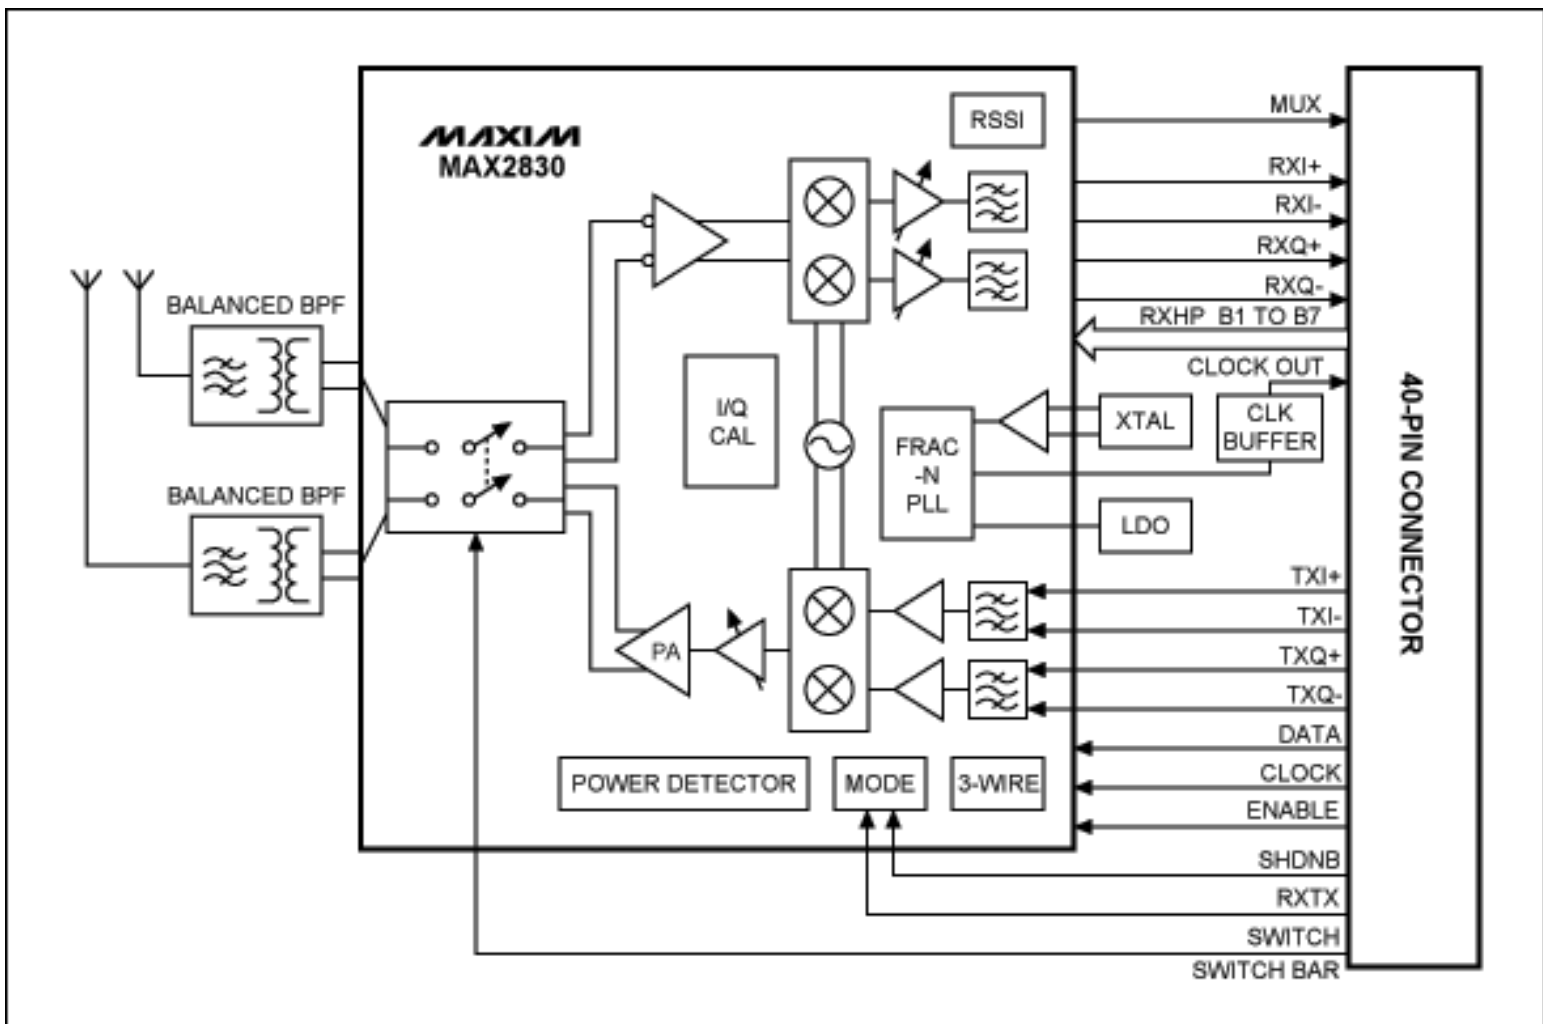 MAXIM
MAX2830
RSSI
MUX
RXI+
RXI-
RXQ+
RXQ-
RXHP B1 TO B7
CLOCK OUT
BALANCED BPF
BALANCED BPF
I/Q
CAL
FRAC
-N
PLL
XTAL
CLK
BUFFER
LDO
40-PIN CONNECTOR
TXI+
TXI-
TXQ+
TXQ-
PA
DATA
CLOCK
ENABLE
POWER DETECTOR
MODE
3-WIRE
SHDNB
RXTX
SWITCH
SWITCH BAR